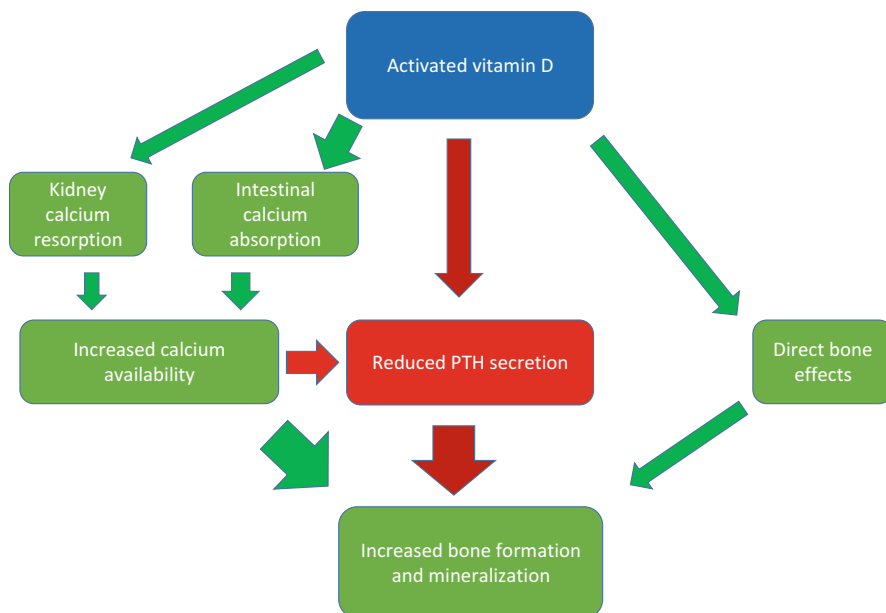 Activated vitamin D
Kidney
calcium
resorption
Intestinal
calcium
absorption
Increased calcium
availability
Reduced PTH secretion
Direct bone
effects
Increased bone formation
and mineralization